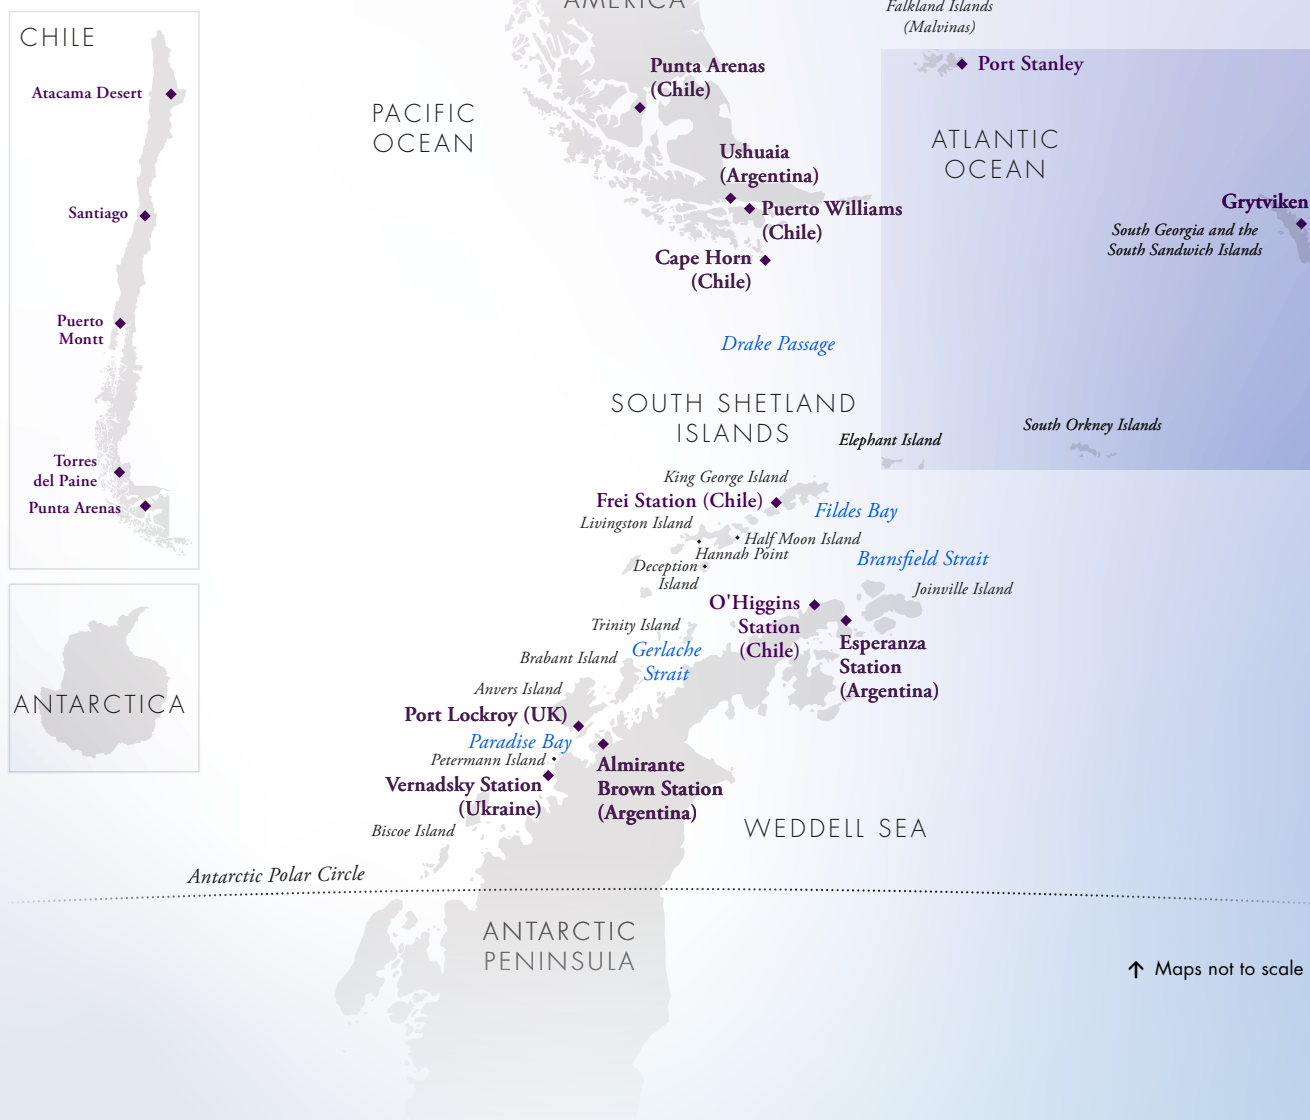 AMERICA
Falkland Islands
(Malvinas)
CHILE
Atacama Desert
Santiago
Puerto
Montt
Torres
del Paine
Punta Arenas
ANTARCTICA
PACIFIC
OCEAN
Punta Arenas
(Chile)
Port Stanley
ATLANTIC
OCEAN
Ushuaia
(Argentina)
Puerto Williams
(Chile)
Cape Horn
(Chile)
Grytviken
South Georgia and the
South Sandwich Islands
Drake Passage
SOUTH SHETLAND
ISLANDS
Elephant Island
South Orkney Islands
King George Island
Frei Station (Chile)
Fildes Bay
Livingston Island
Half Moon Island
Hannah Point
Deception
Island
Bransfield Strait
Joinville Island
O'Higgins
Station
(Chile)
Esperanza
Station
(Argentina)
Trinity Island
Gerlache
Strait
Brabant Island
Anvers Island
Port Lockroy (UK)
Paradise Bay
Petermann Island
Almirante
Brown Station
(Argentina)
Vernadsky Station
(Ukraine)
Biscoe Island
WEDDELL SEA
Antarctic Polar Circle
ANTARCTIC
PENINSULA
↑ Maps not to scale